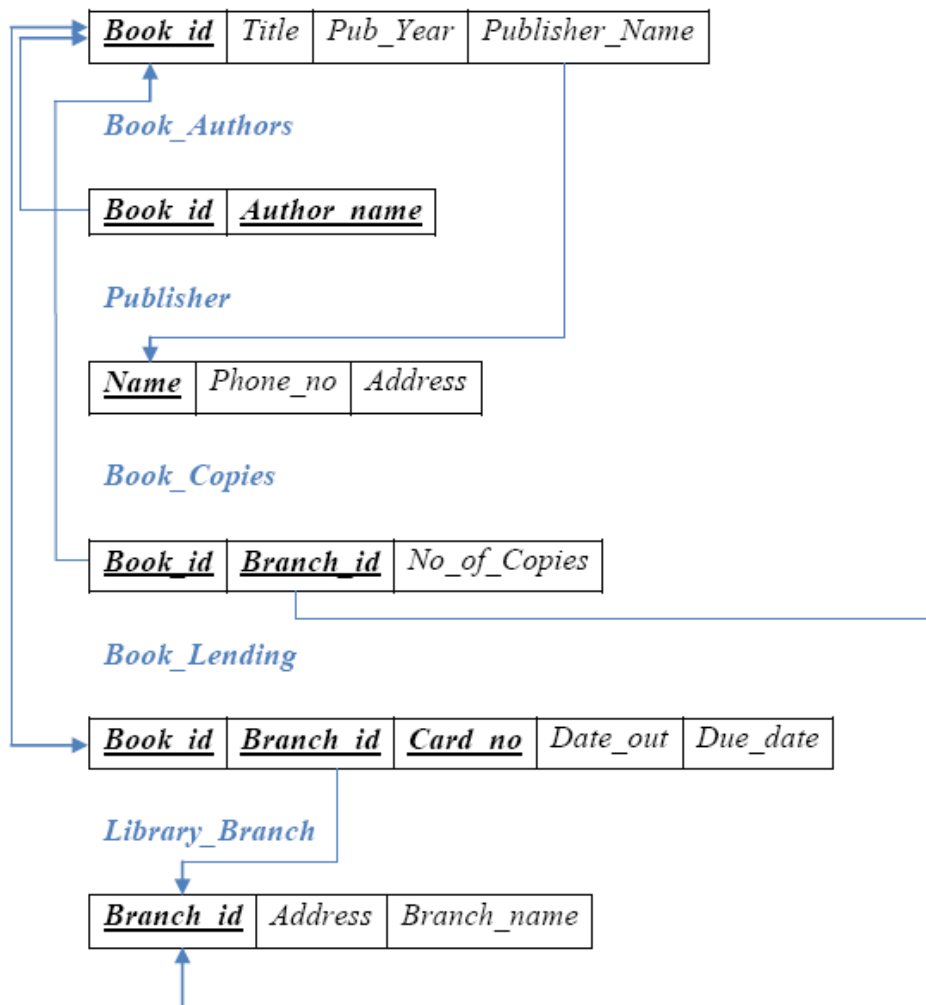 Book_id Title Pub_Year Publisher_Name
Book_Authors
Book_id Author_name
Publisher
Name Phone_no Address
Book_Copies
Book_id Branch_id No_of_Copies
Book_Lending
Book_id Branch_id Card_no Date_out Due_date
Library_Branch
Branch_id Address Branch_name